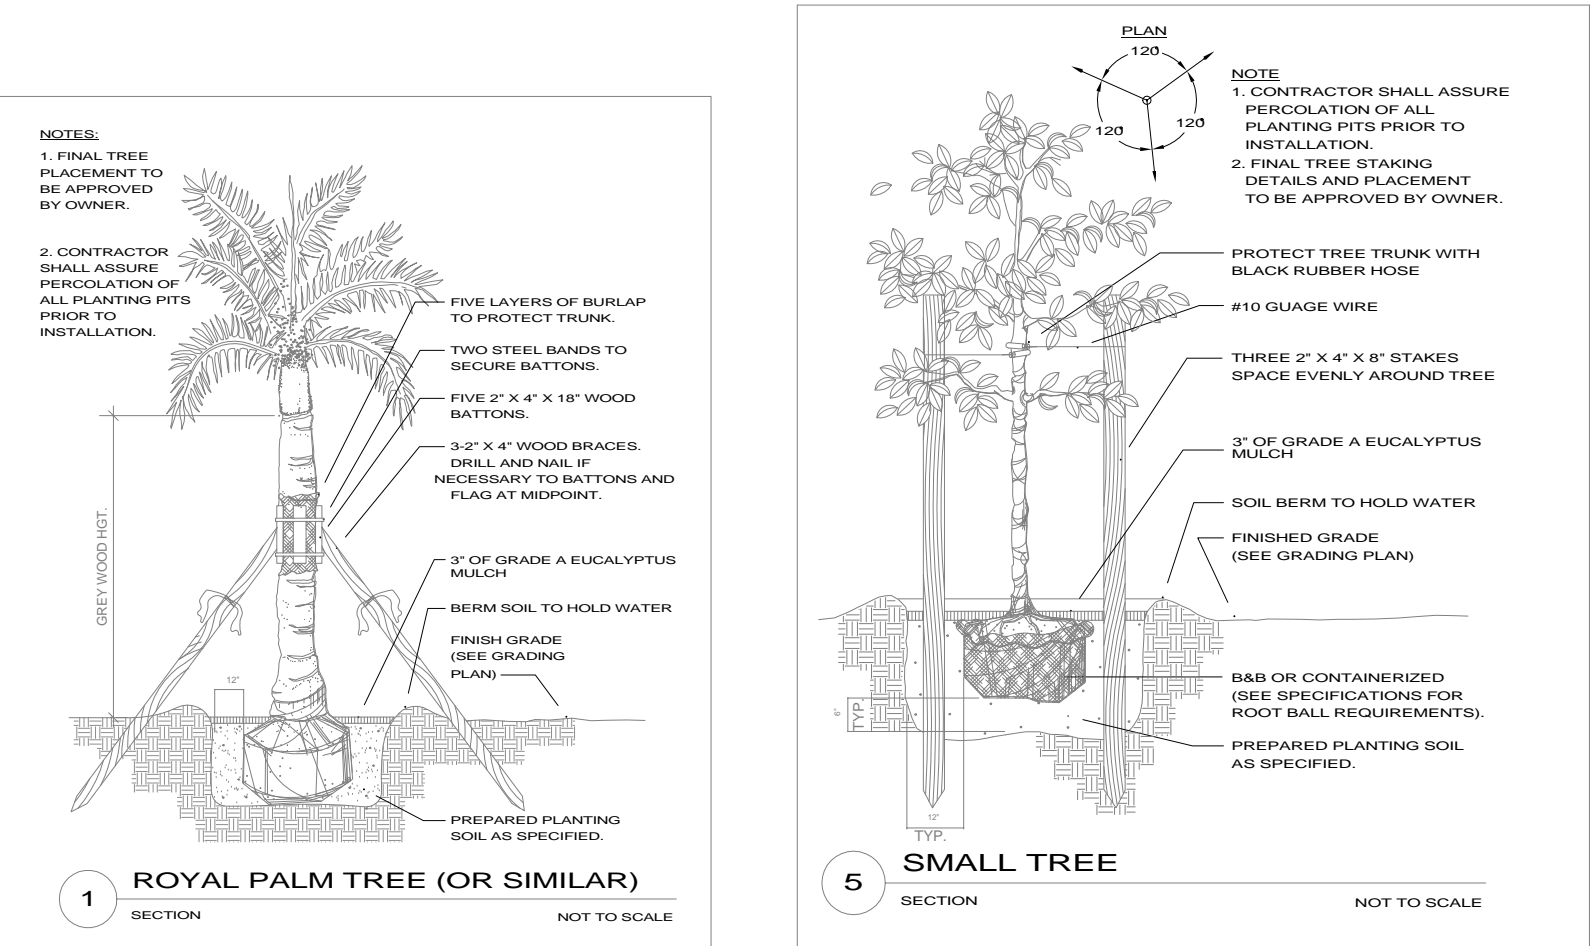 NOTES:
1. FINAL TREE
PLACEMENT TO
BE APPROVED
BY OWNER.
2. CONTRACTOR
SHALL ASSURE
PERCOLATION OF
ALL PLANTING PITS
PRIOR TO
INSTALLATION.
FIVE LAYERS OF BURLAP
TO PROTECT TRUNK.
TWO STEEL BANDS TO
SECURE BATTONS.
FIVE 2" X 4" X 18" WOOD
BATTONS.
3-2" X 4" WOOD BRACES.
DRILL AND NAIL IF
NECESSARY TO BATTONS AND
FLAG AT MIDPOINT.
GREY WOOD HGT.
3" OF GRADE A EUCALYPTUS
MULCH
BERM SOIL TO HOLD WATER
FINISH GRADE
(SEE GRADING
PLAN)
12"
PREPARED PLANTING
SOIL AS SPECIFIED.
1
ROYAL PALM TREE (OR SIMILAR)
SECTION
NOT TO SCALE
PLAN
120°
120°
120°
NOTE
1. CONTRACTOR SHALL ASSURE
PERCOLATION OF ALL
PLANTING PITS PRIOR TO
INSTALLATION.
2. FINAL TREE STAKING
DETAILS AND PLACEMENT
TO BE APPROVED BY OWNER.
PROTECT TREE TRUNK WITH
BLACK RUBBER HOSE
#10 GUAGE WIRE
THREE 2" X 4" X 8" STAKES
SPACE EVENLY AROUND TREE
3" OF GRADE A EUCALYPTUS
MULCH
SOIL BERM TO HOLD WATER
FINISHED GRADE
(SEE GRADING PLAN)
B&B OR CONTAINERIZED
(SEE SPECIFICATIONS FOR
ROOT BALL REQUIREMENTS).
PREPARED PLANTING SOIL
AS SPECIFIED.
6"
TYP.
12"
TYP.
5
SMALL TREE
SECTION
NOT TO SCALE